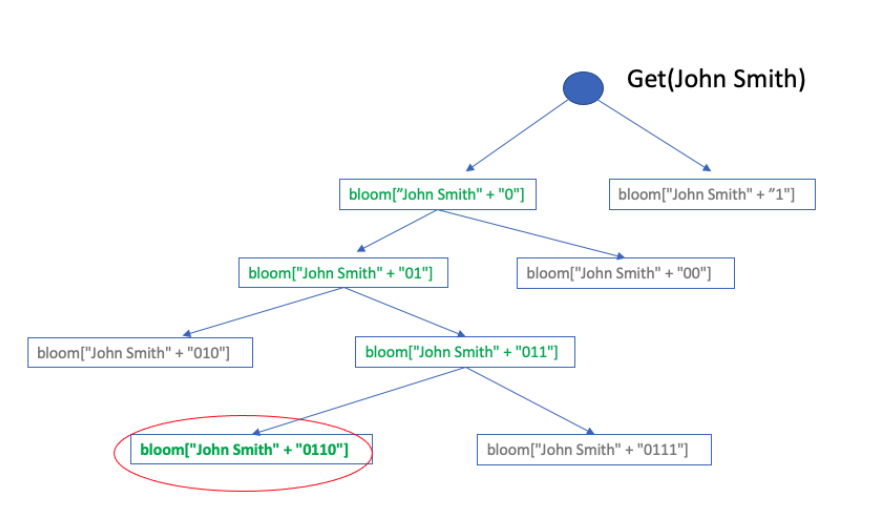 Get(John Smith)
bloom[”John Smith" + "0"]
bloom["John Smith" + ”1"]
bloom["John Smith" + "01"]
bloom["John Smith" + "00"]
bloom["John Smith" + "010"]
bloom["John Smith" + "011"]
bloom["John Smith" + "0110"]
bloom["John Smith" + "0111"]